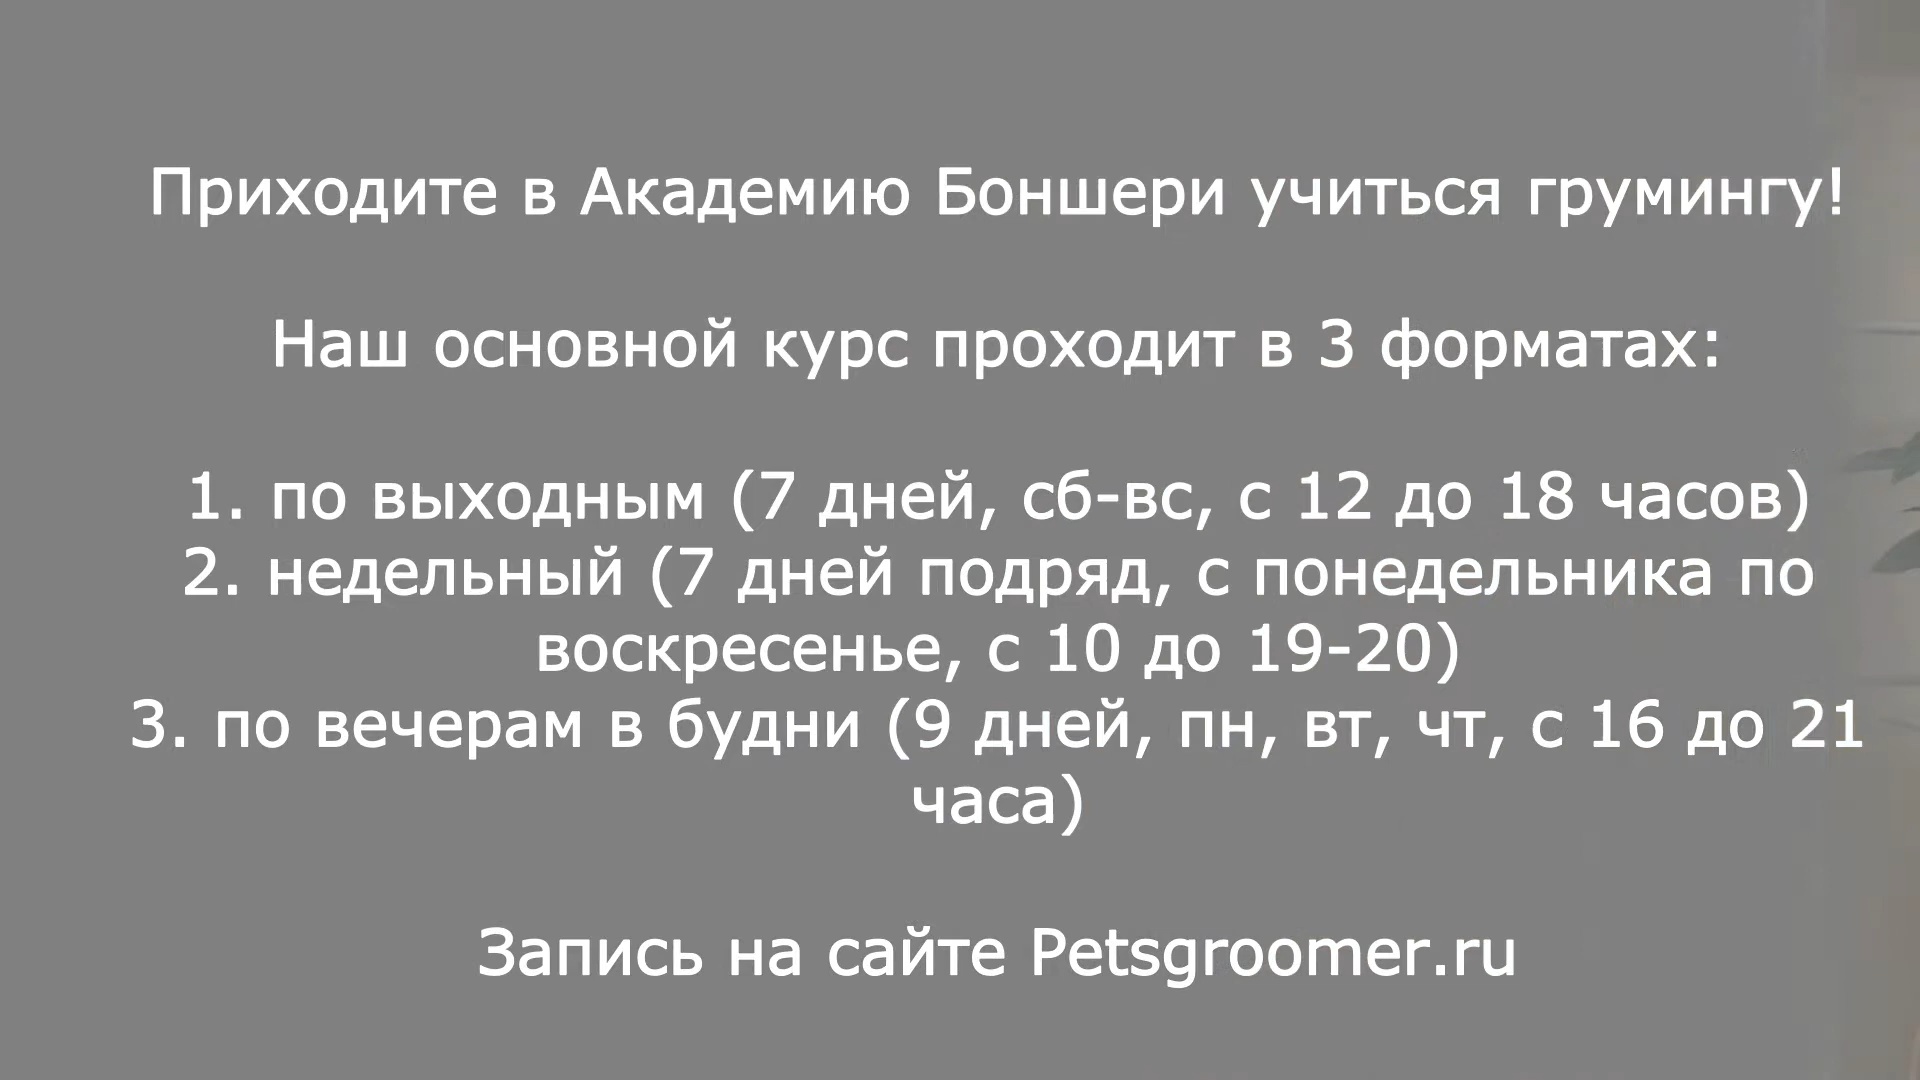 Приходите в Академию Боншери учиться грумингу!
Наш основной курс проходит в 3 форматах:
1. по выходным (7 дней, сб-вс, с 12 до 18 часов)
2. недельный (7 дней подряд, с понедельника по
воскресенье, с 10 до 19-20)
3. по вечерам в будни (9 дней, пн, вт, чт, с 16 до 21
часа)
Запись на сайте Petsgroomer.ru